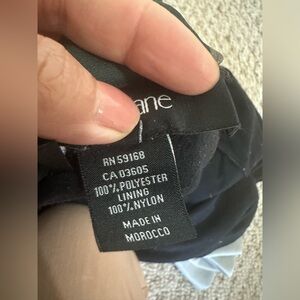 ane
RN 59168
CA 03605
100% POLYESTER
LINING
100% NYLON
MADE IN
MOROCCO